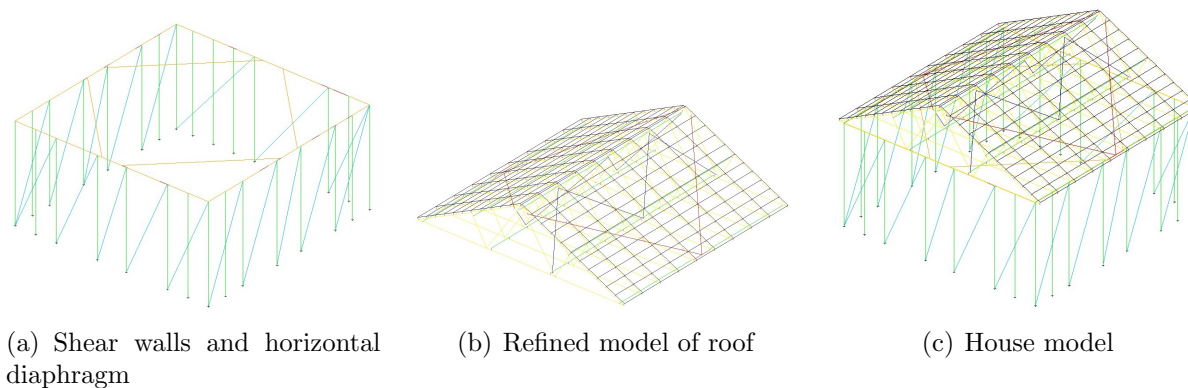 (a) Shear walls and horizontal
diaphragm
(b) Refined model of roof
(c) House model